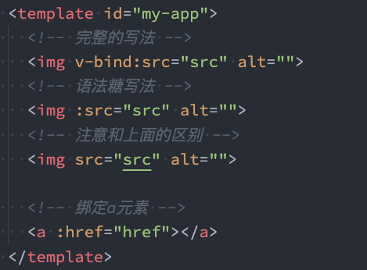 <template id="my-app">
<!-- 完整的写法 -->
<img v-bind:src="src" alt="">
<!-- 语法糖写法 -->
<img :src="src" alt="">
<!-- 注意和上面的区别 -->
<img src="src" alt="">
<!-- 绑定a元素 -->
<a :href="href"></a>
</template>